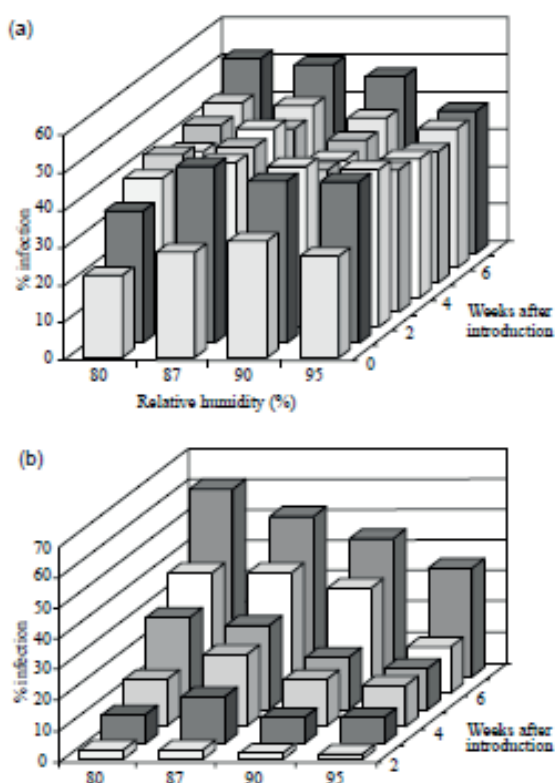 (a)
60
50
40
30
20
10
0
% infection
80 87 90 95
Relative humidity (%)
0
2
4
6
Weeks after
introduction
(b)
70
60
50
40
30
20
10
0
% infection
80 87 90 95
2
4
6
Weeks after
introduction